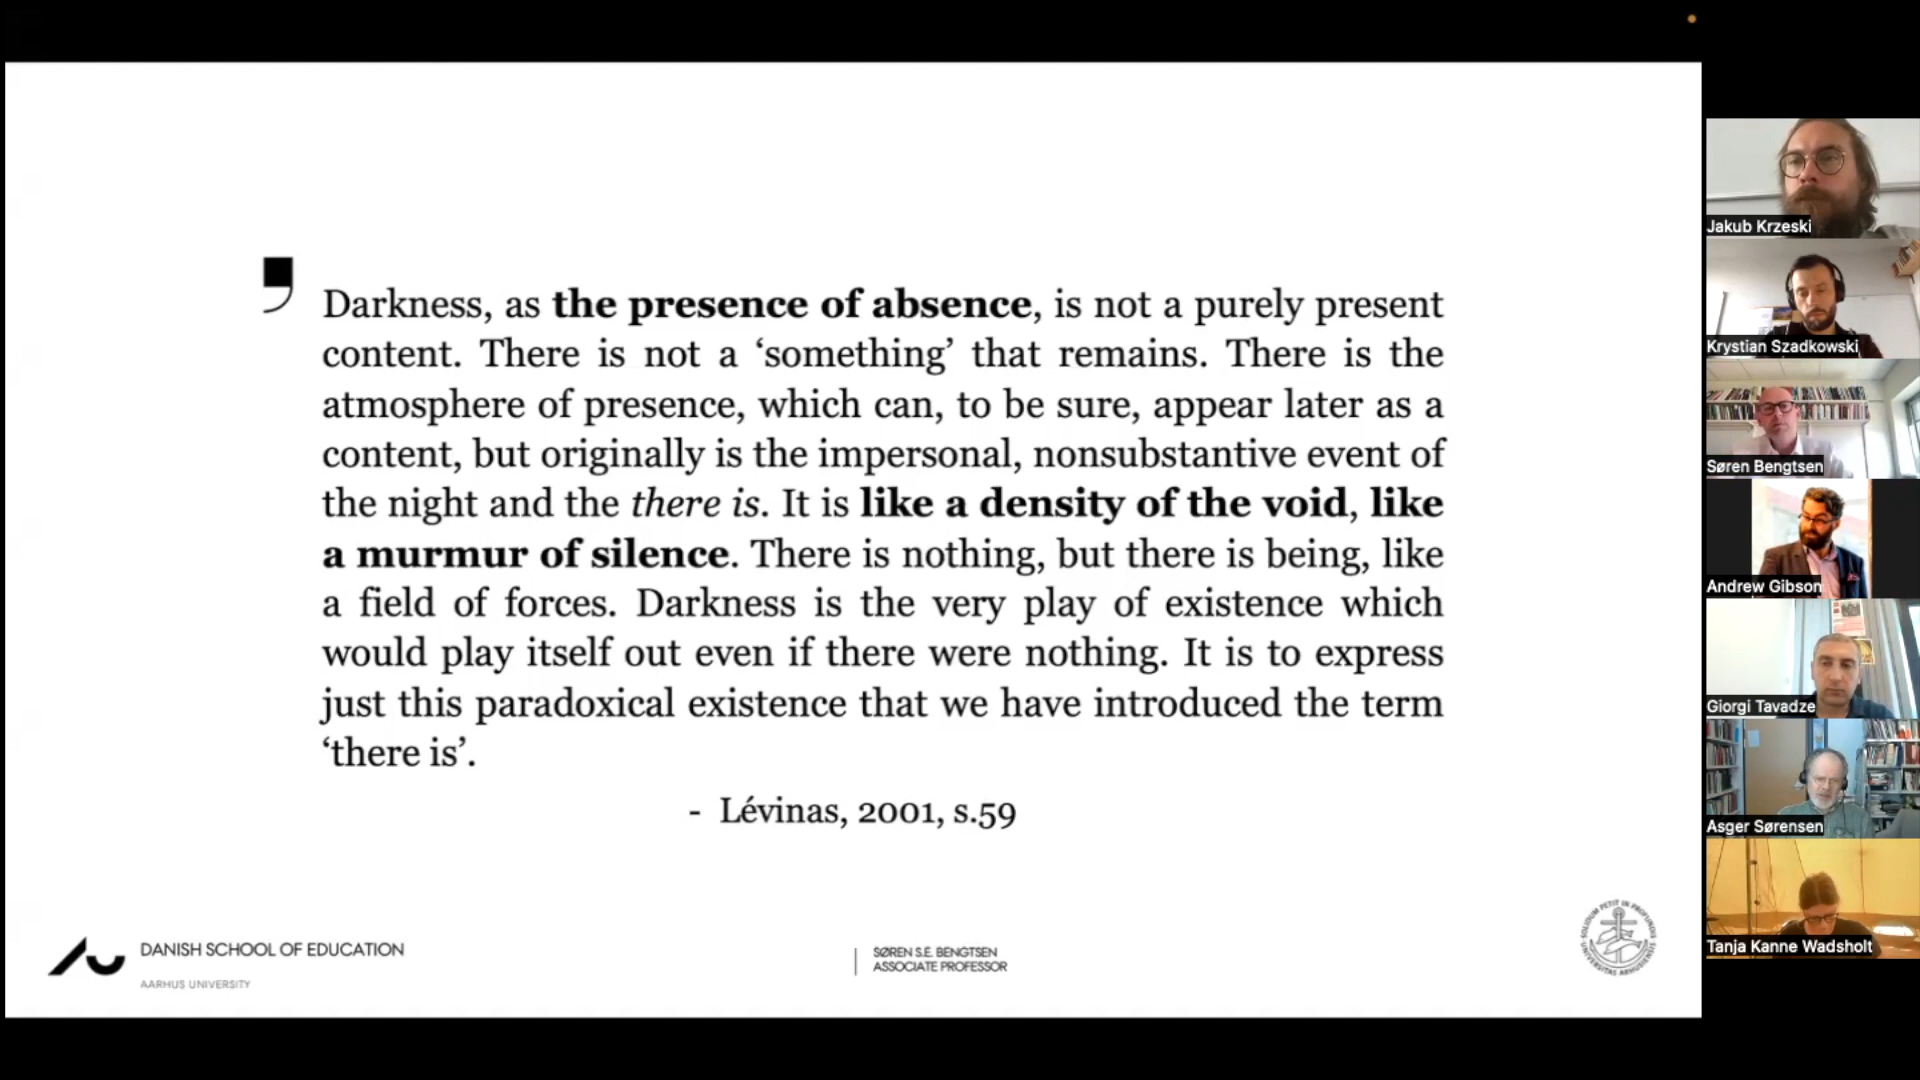 Darkness, as the presence of absence, is not a purely present
content. There is not a ‘something’ that remains. There is the
atmosphere of presence, which can, to be sure, appear later as a
content, but originally is the impersonal, nonsubstantive event of
the night and the there is. It is like a density of the void, like
a murmur of silence. There is nothing, but there is being, like
a field of forces. Darkness is the very play of existence which
would play itself out even if there were nothing. It is to express
just this paradoxical existence that we have introduced the term
‘there is’.
- Lévinas, 2001, s.59
DANISH SCHOOL OF EDUCATION
AARHUS UNIVERSITY
SØREN S.E. BENGTSEN
ASSOCIATE PROFESSOR
Jakub Krzeski
Krystian Szadkowski
Søren Bengtsen
Andrew Gibson
Giorgi Tavadze
Asger Sørensen
Tanja Kanne Wadsholt